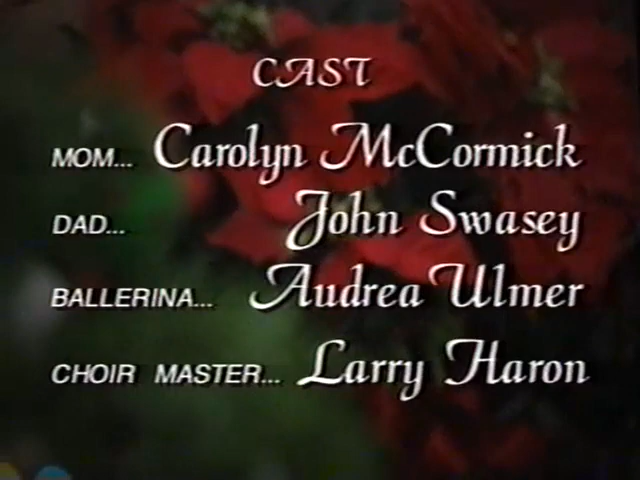 CAST
MOM... Carolyn McCormick
DAD... John Swasey
BALLERINA... Audrea Ulmer
CHOIR MASTER... Larry Haron